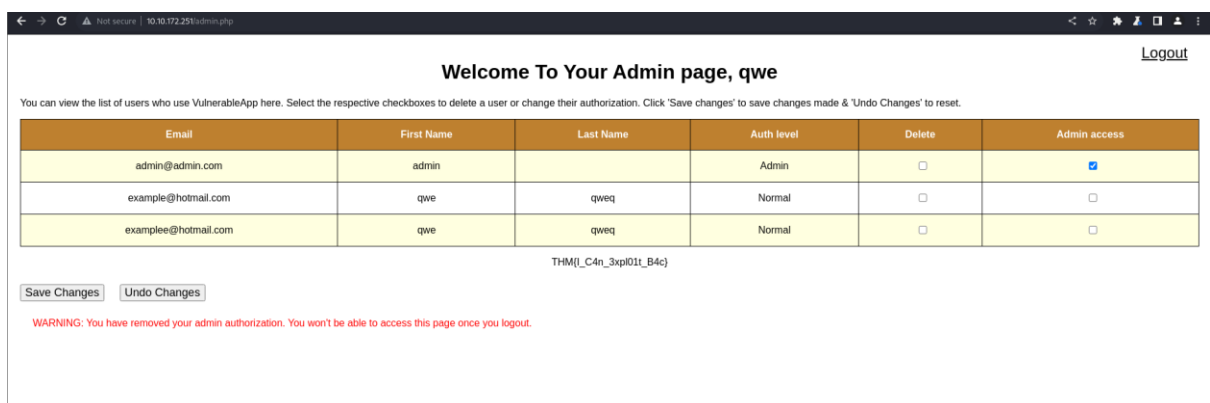 Not secure | 10.10.172.251/admin.php
Logout
Welcome To Your Admin page, qwe
You can view the list of users who use VulnerableApp here. Select the respective checkboxes to delete a user or change their authorization. Click 'Save changes' to save changes made & 'Undo Changes' to reset.
Email First Name Last Name Auth level Delete Admin access
admin@admin.com admin Admin
example@hotmail.com qwe qweq Normal
examplee@hotmail.com qwe qweq Normal
THM{I_C4n_3xpl01t_B4c}
Save Changes Undo Changes
WARNING: You have removed your admin authorization. You won't be able to access this page once you logout.